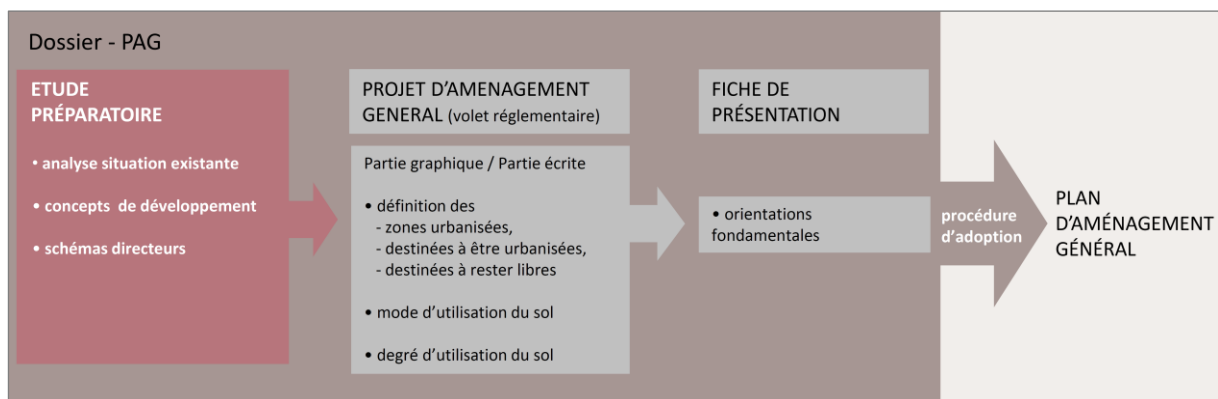 Dossier - PAG
ETUDE
PRÉPARATOIRE
• analyse situation existante
• concepts de développement
• schémas directeurs
PROJET D'AMENAGEMENT
GENERAL (volet réglementaire)
Partie graphique / Partie écrite
• définition des
- zones urbanisées,
- destinées à être urbanisées,
- destinées à rester libres
• mode d'utilisation du sol
• degré d'utilisation du sol
FICHE DE
PRÉSENTATION
• orientations
fondamentales
procédure
d'adoption
PLAN
D'AMÉNAGEMENT
GÉNÉRAL